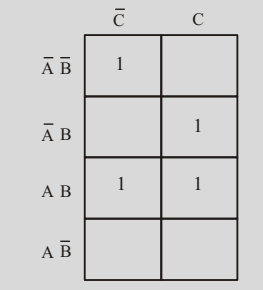 C̅ C
A̅ B̅ 1
A̅ B 1
A B 1 1
A B̅